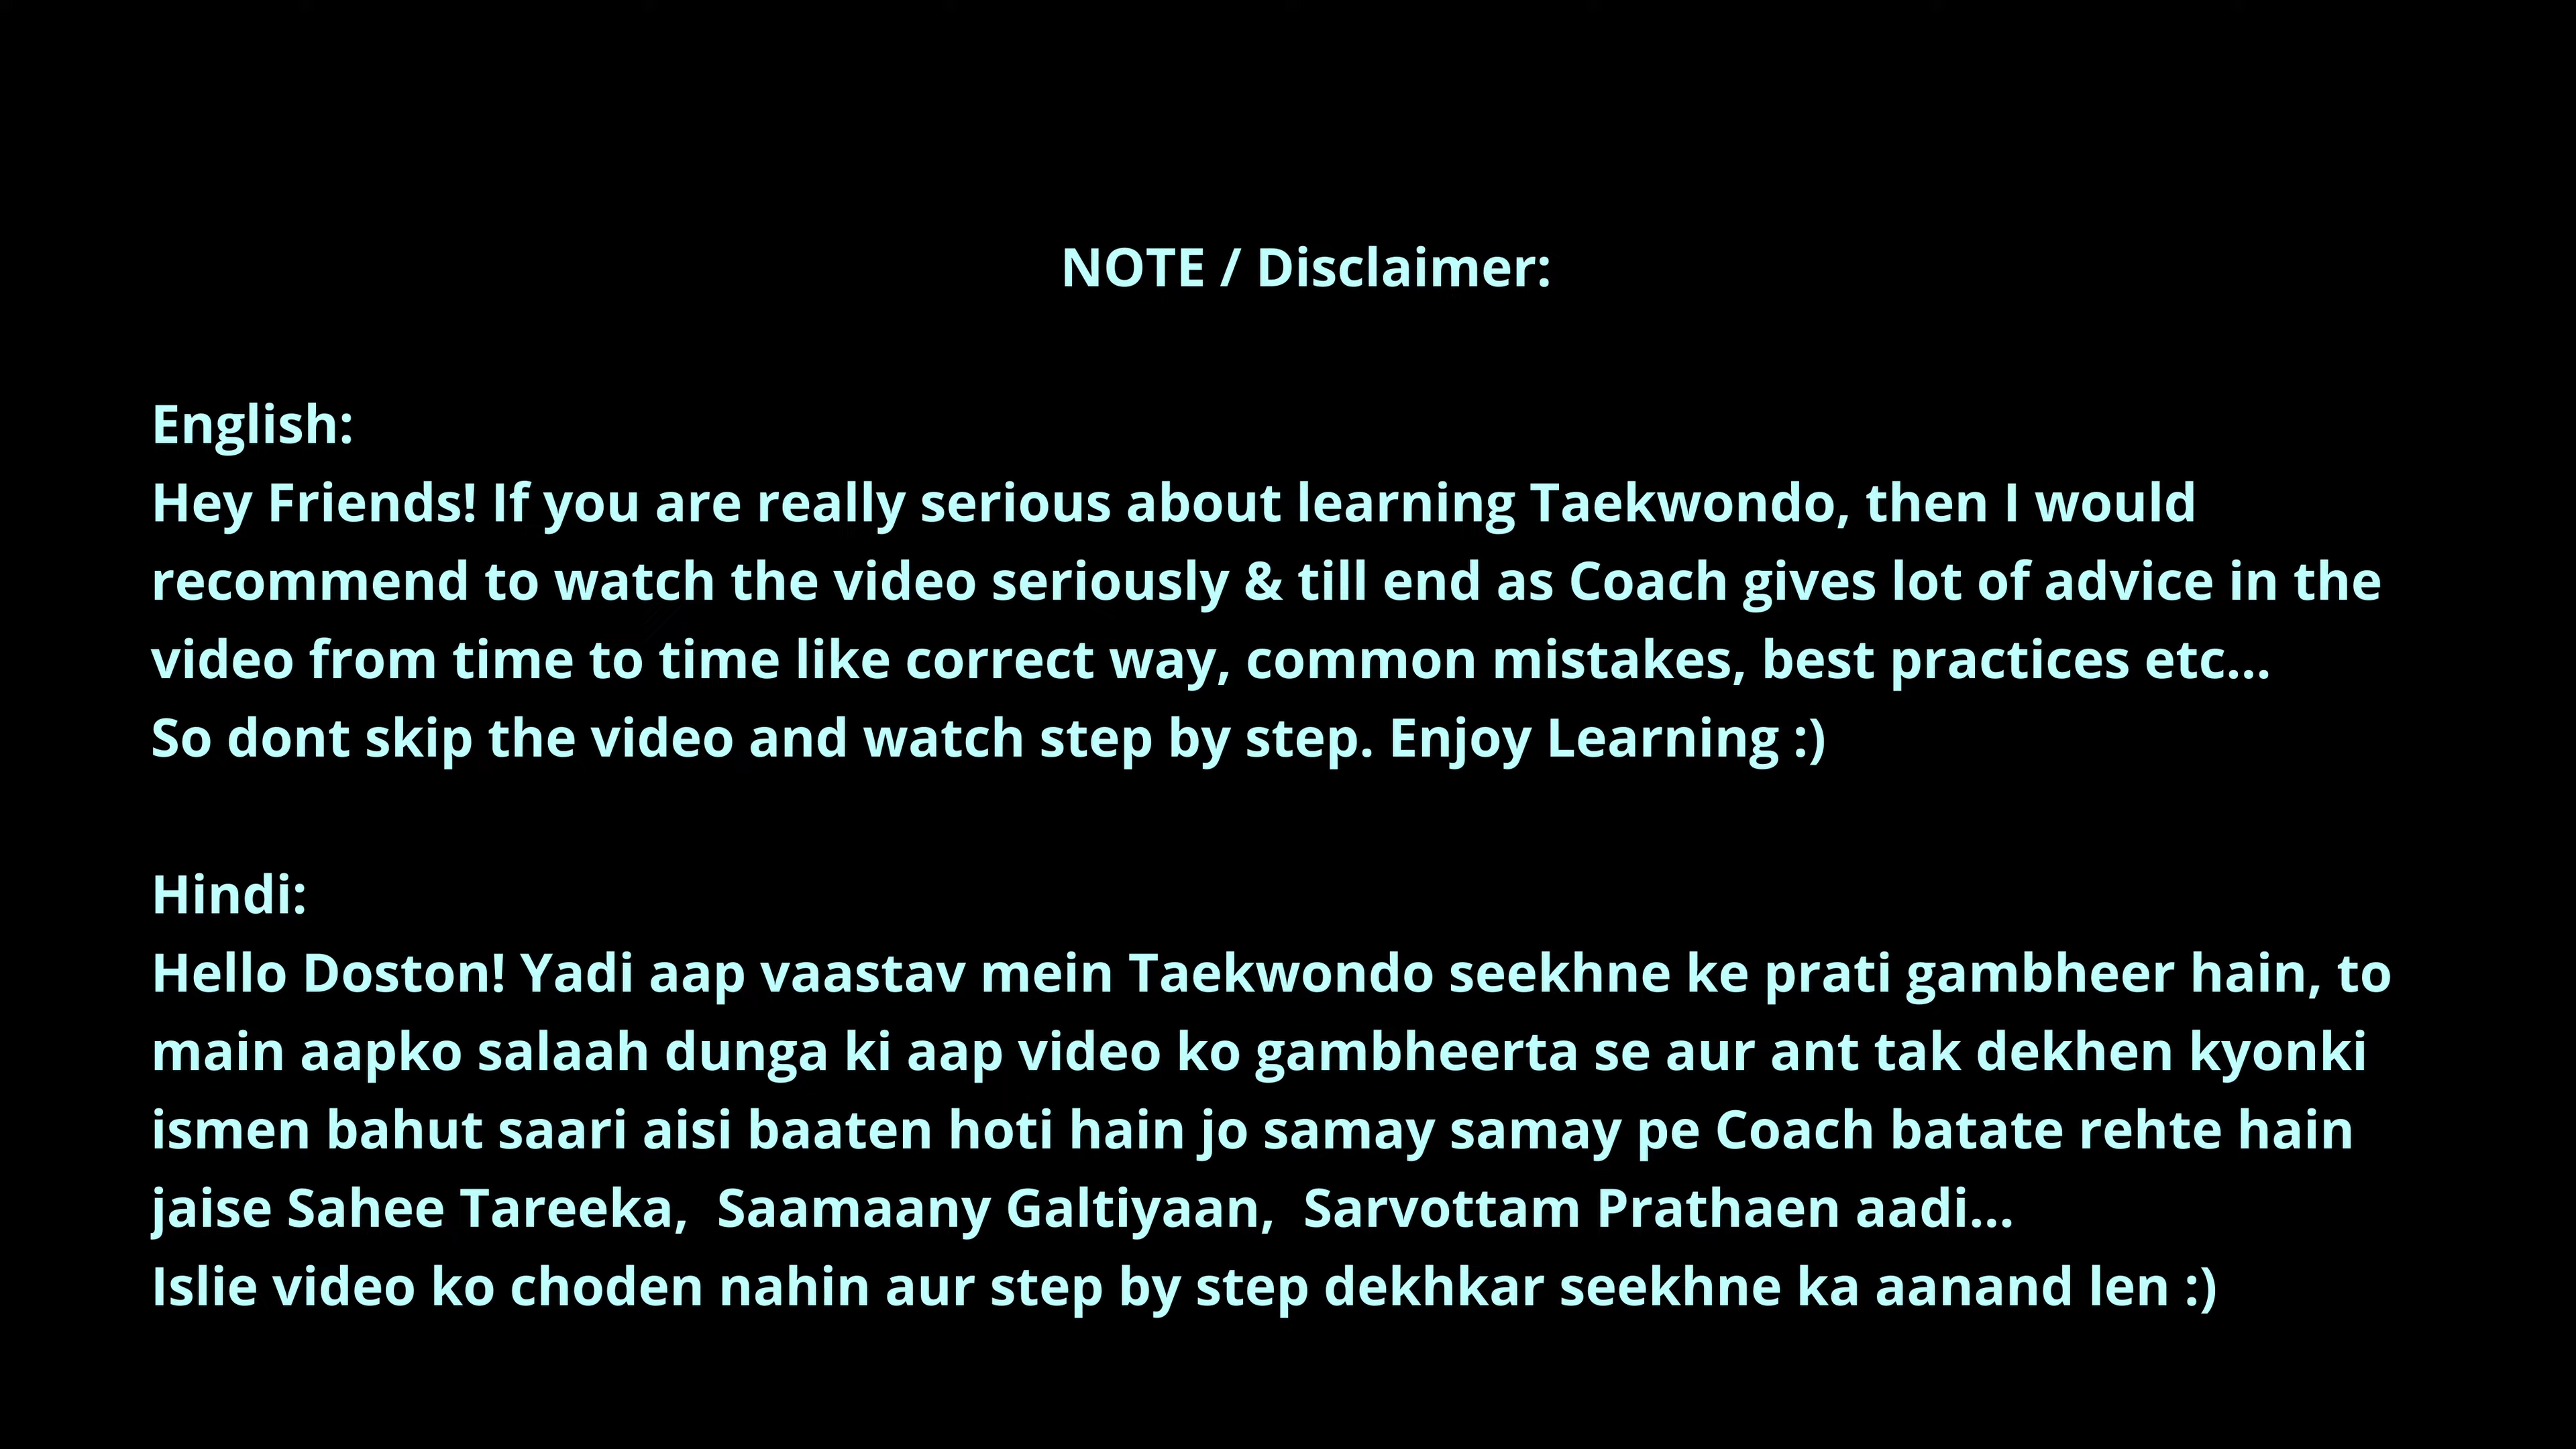 NOTE / Disclaimer:
English:
Hey Friends! If you are really serious about learning Taekwondo, then I would
recommend to watch the video seriously & till end as Coach gives lot of advice in the
video from time to time like correct way, common mistakes, best practices etc...
So dont skip the video and watch step by step. Enjoy Learning :)
Hindi:
Hello Doston! Yadi aap vaastav mein Taekwondo seekhne ke prati gambheer hain, to
main aapko salaah dunga ki aap video ko gambheerta se aur ant tak dekhen kyonki
ismen bahut saari aisi baaten hoti hain jo samay samay pe Coach batate rehte hain
jaise Sahee Tareeka,  Saamaany Galtiyaan,  Sarvottam Prathaen aadi...
Islie video ko choden nahin aur step by step dekhkar seekhne ka aanand len :)